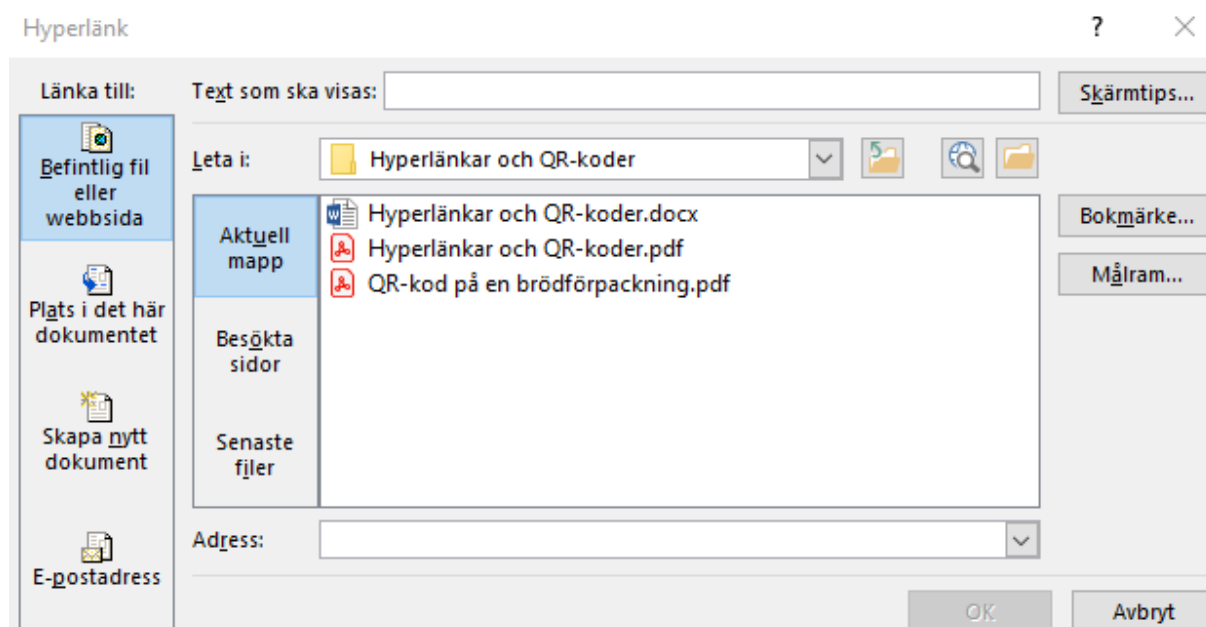 Hyperlänk
?
Länka till:
Text som ska visas:
Skärmtips...
Befintlig fil
eller
webbsida
Leta i:
Hyperlänkar och QR-koder
Aktuell
mapp
Hyperlänkar och QR-koder.docx
Hyperlänkar och QR-koder.pdf
QR-kod på en brödförpackning.pdf
Bokmärke...
Målram...
Plats i det här
dokumentet
Besökta
sidor
Skapa nytt
dokument
Senaste
filer
E-postadress
Adress:
OK
Avbryt